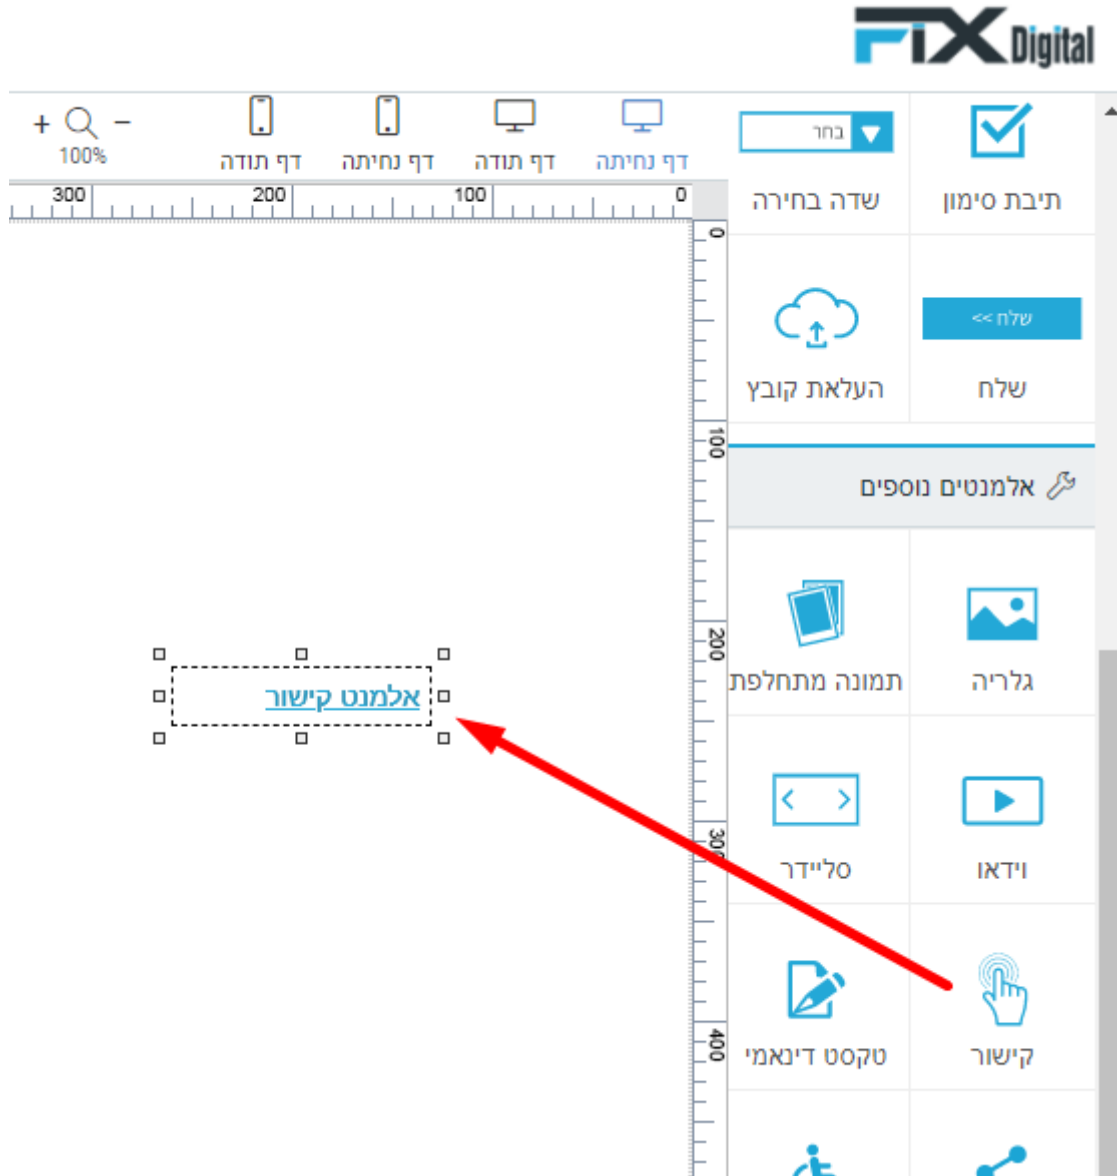 FIX Digital
דף נחיתה
דף תודה
דף נחיתה
דף תודה
+ −
100%
0 100 200 300
בחר
תיבת סימון
שדה בחירה
שלח >>
שלח
העלאת קובץ
אלמנטים נוספים
גלריה
תמונה מתחלפת
וידאו
סליידר
קישור
טקסט דינאמי
0
100
200
300
400
אלמנט קישור